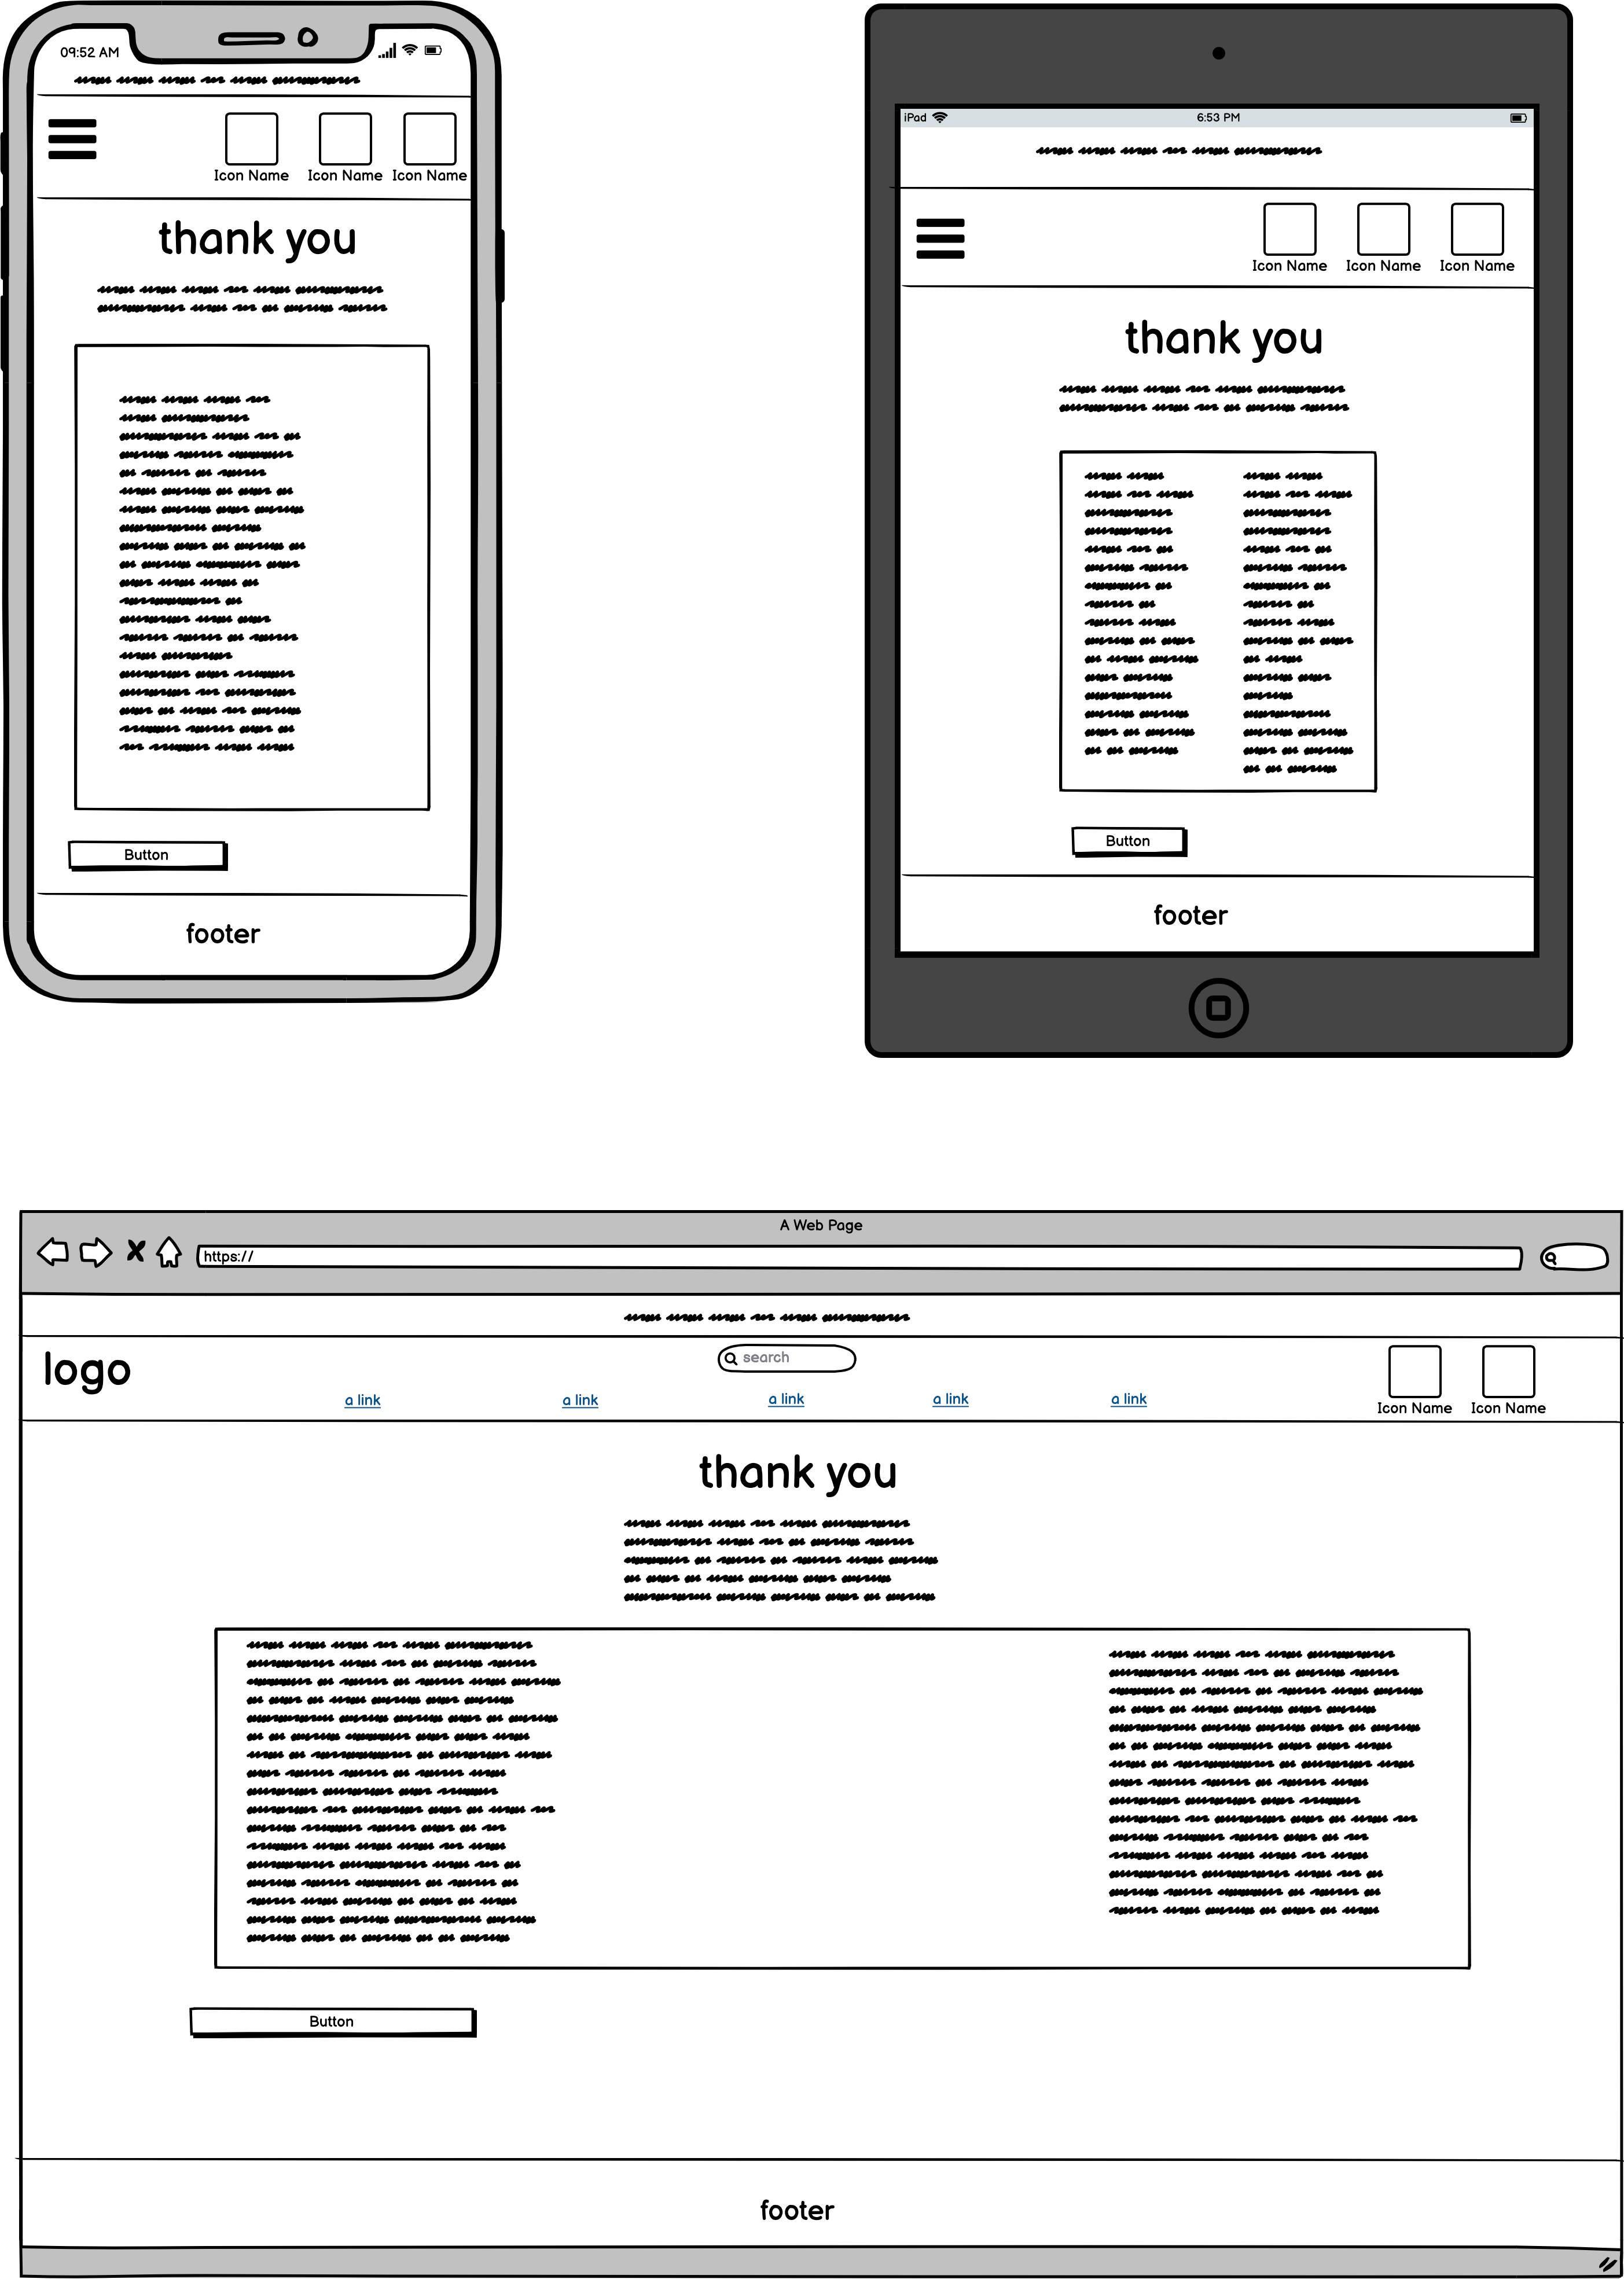 09:52 AM
Icon Name Icon Name Icon Name
thank you
Button
footer
iPad 6:53 PM
Icon Name Icon Name Icon Name
thank you
Button
footer
A Web Page
https://
logo
search
a link a link a link a link a link
Icon Name Icon Name
thank you
Button
footer